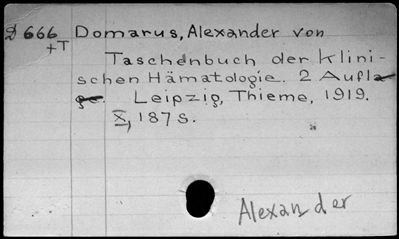 D 666 Domarus, Alexander von
+T
Taschenbuch der klini-
schen Hämatologie. 2 Aufla-
ge. Leipzig, Thieme, 1919.
X, 187 S.
Alexander